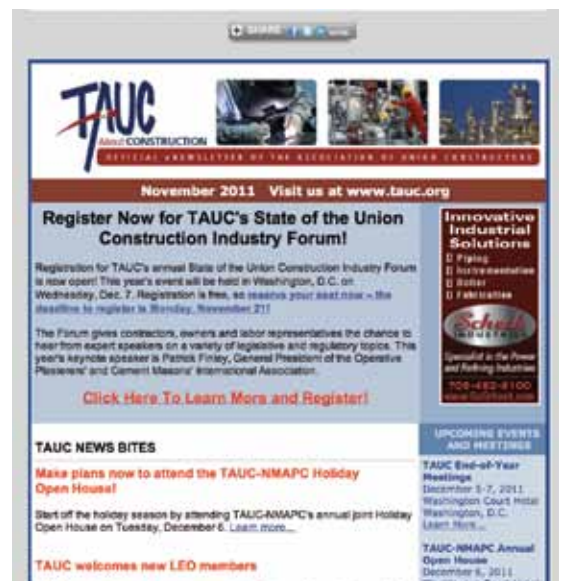 SHARE
TAUC
About CONSTRUCTION
OFFICIAL eNEWSLETTER OF THE ASSOCIATION OF UNION CONSTRUCTORS
November 2011 Visit us at www.tauc.org
Register Now for TAUC's State of the Union
Construction Industry Forum!
Registration for TAUC's annual State of the Union Construction Industry Forum
is now open! This year's event will be held in Washington, D.C. on
Wednesday, Dec. 7. Registration is free, so reserve your seat now – the
deadline to register is Monday, November 21!
The Forum gives contractors, owners and labor representatives the chance to
hear from expert speakers on a variety of legislative and regulatory topics. This
year's keynote speaker is Patrick Finley, General President of the Operative
Plasterers' and Cement Masons' International Association.
Click Here To Learn More and Register!
Innovative
Industrial
Solutions
Piping
Instrumentation
Boiler
Fabrication
Scheck
INDUSTRIES
Specialist in the Power
and Refining Industries
TAUC NEWS BITES
Make plans now to attend the TAUC-NMAPC Holiday
Open House!
Start off the holiday season by attending TAUC-NMAPC's annual joint Holiday
Open House on Tuesday, December 6. Learn more...
TAUC welcomes new LEO members
UPCOMING EVENTS
AND MEETINGS
TAUC End-of-Year
Meetings
December 5-7, 2011
Washington Court Hotel
Washington, D.C.
Learn More...
TAUC-NMAPC Annual
Open House
December 6, 2011